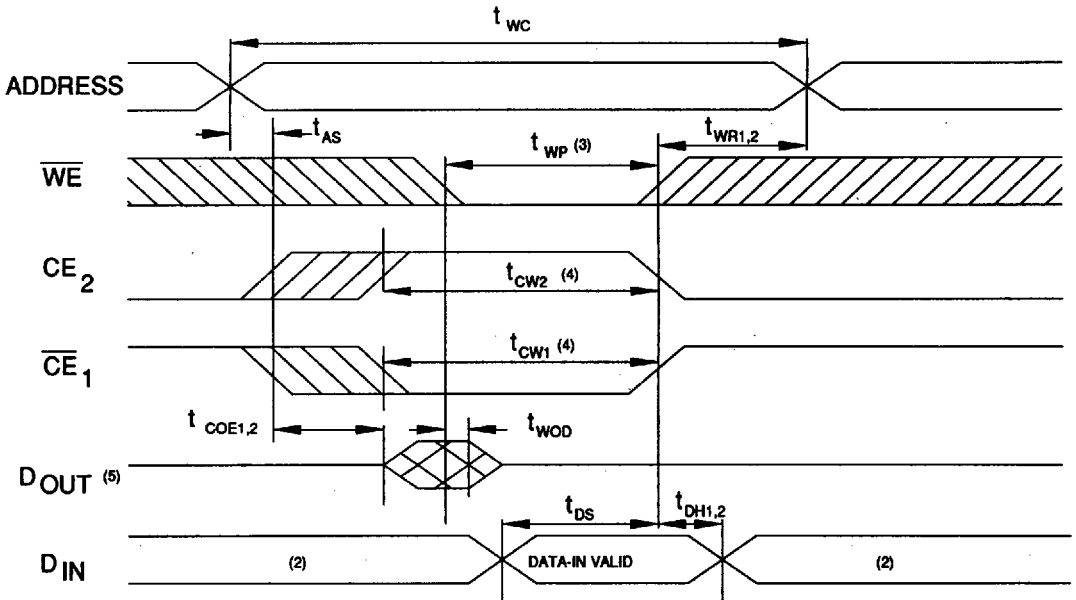 t WC
ADDRESS
t AS
t WP (3)
t WR1,2
WE
CE 2
t CW2 (4)
CE 1
t CW1 (4)
t COE1,2
t WOD
D OUT (5)
t DS
t DH1,2
D IN
(2)
DATA-IN VALID
(2)